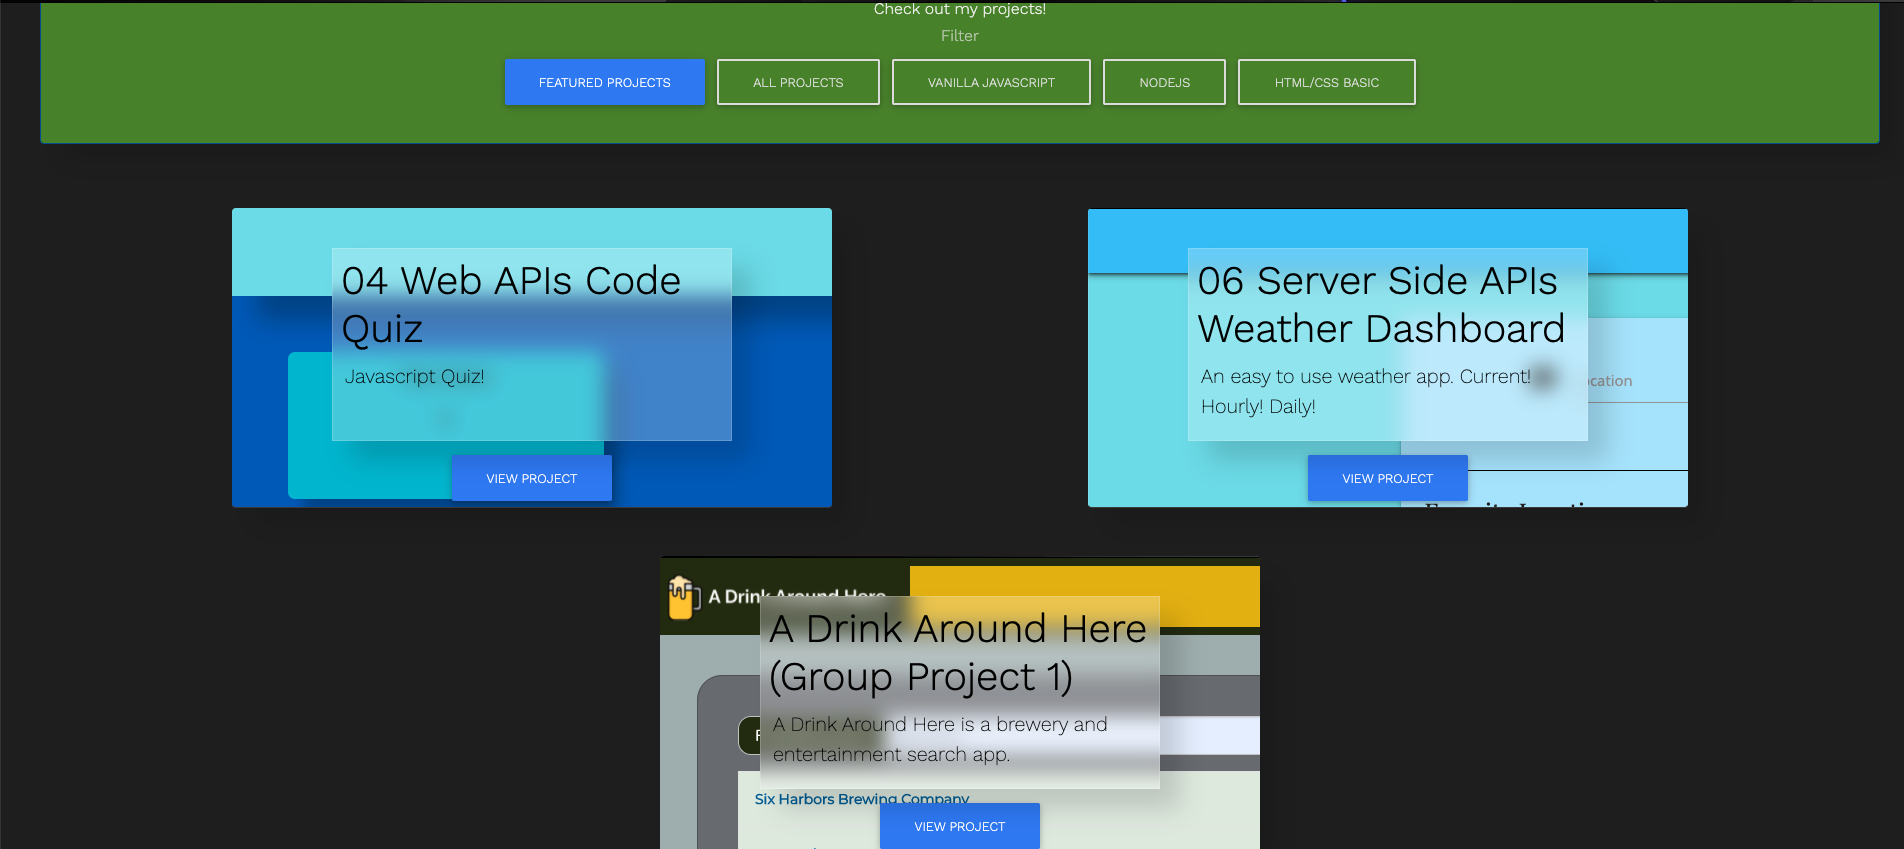 Check out my projects!
Filter
FEATURED PROJECTS
ALL PROJECTS
VANILLA JAVASCRIPT
NODEJS
HTML/CSS BASIC
04 Web APIs Code
Quiz
Javascript Quiz!
VIEW PROJECT
06 Server Side APIs
Weather Dashboard
An easy to use weather app. Current!
Hourly! Daily!
ocation
VIEW PROJECT
A Drink Around Here
A Drink Around Here
(Group Project 1)
A Drink Around Here is a brewery and
entertainment search app.
Six Harbors Brewing Company
VIEW PROJECT